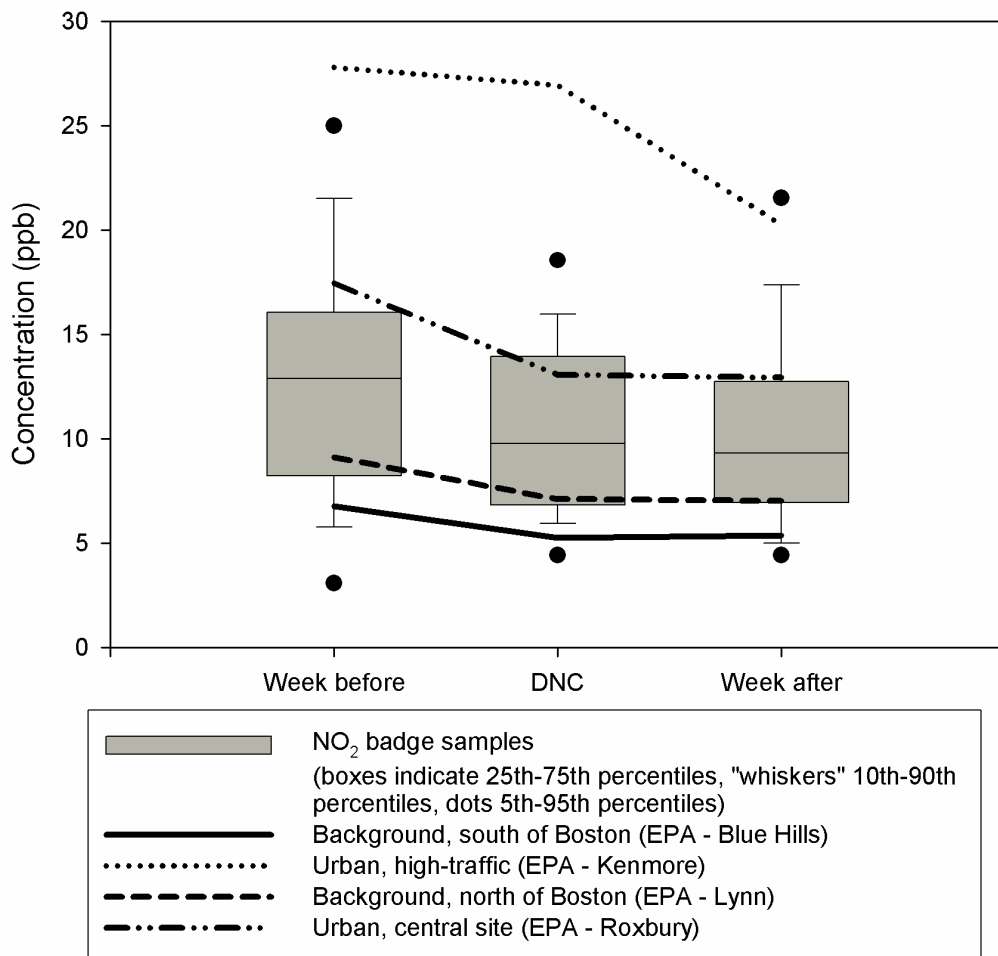 30
25
20
15
10
5
0
Concentration (ppb)
Week before DNC Week after
NO2 badge samples
(boxes indicate 25th-75th percentiles, "whiskers" 10th-90th
percentiles, dots 5th-95th percentiles)
Background, south of Boston (EPA - Blue Hills)
Urban, high-traffic (EPA - Kenmore)
Background, north of Boston (EPA - Lynn)
Urban, central site (EPA - Roxbury)